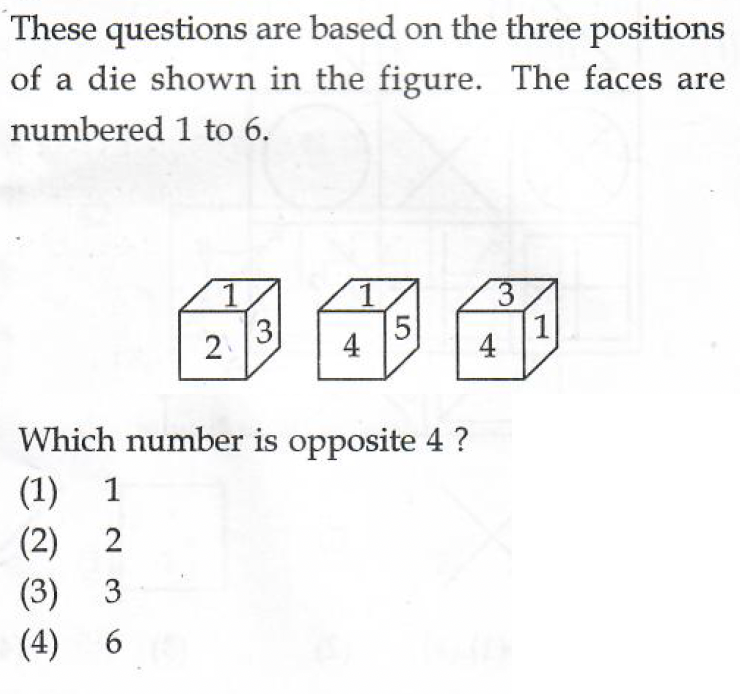 These questions are based on the three positions
of a die shown in the figure. The faces are
numbered 1 to 6.
1 1 3
2 3 4 5 4 1
Which number is opposite 4 ?
(1) 1
(2) 2
(3) 3
(4) 6